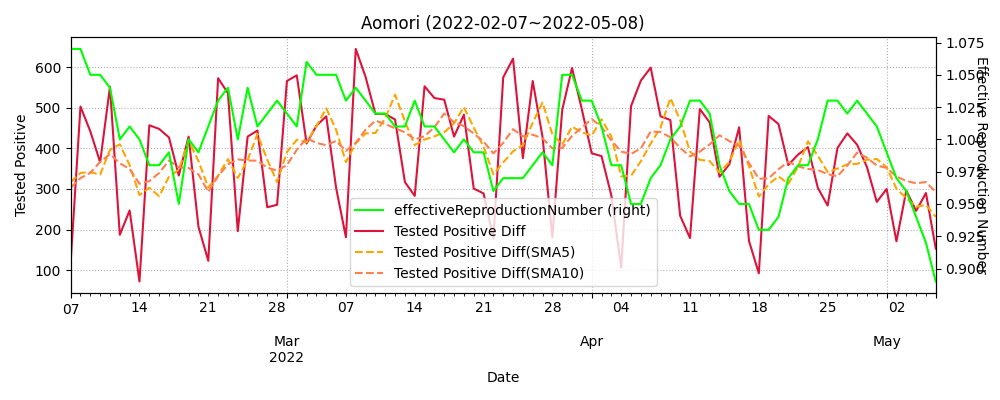 Aomori (2022-02-07~2022-05-08)
Tested Positive
600
500
400
300
200
100
1.075
1.050
1.025
1.000
0.975
0.950
0.925
0.900
Effective Reproduction Number
effectiveReproductionNumber (right)
Tested Positive Diff
Tested Positive Diff(SMA5)
Tested Positive Diff(SMA10)
07 14 21 28 07 14 21 28 04 11 18 25 02
Mar Apr May
2022
Date